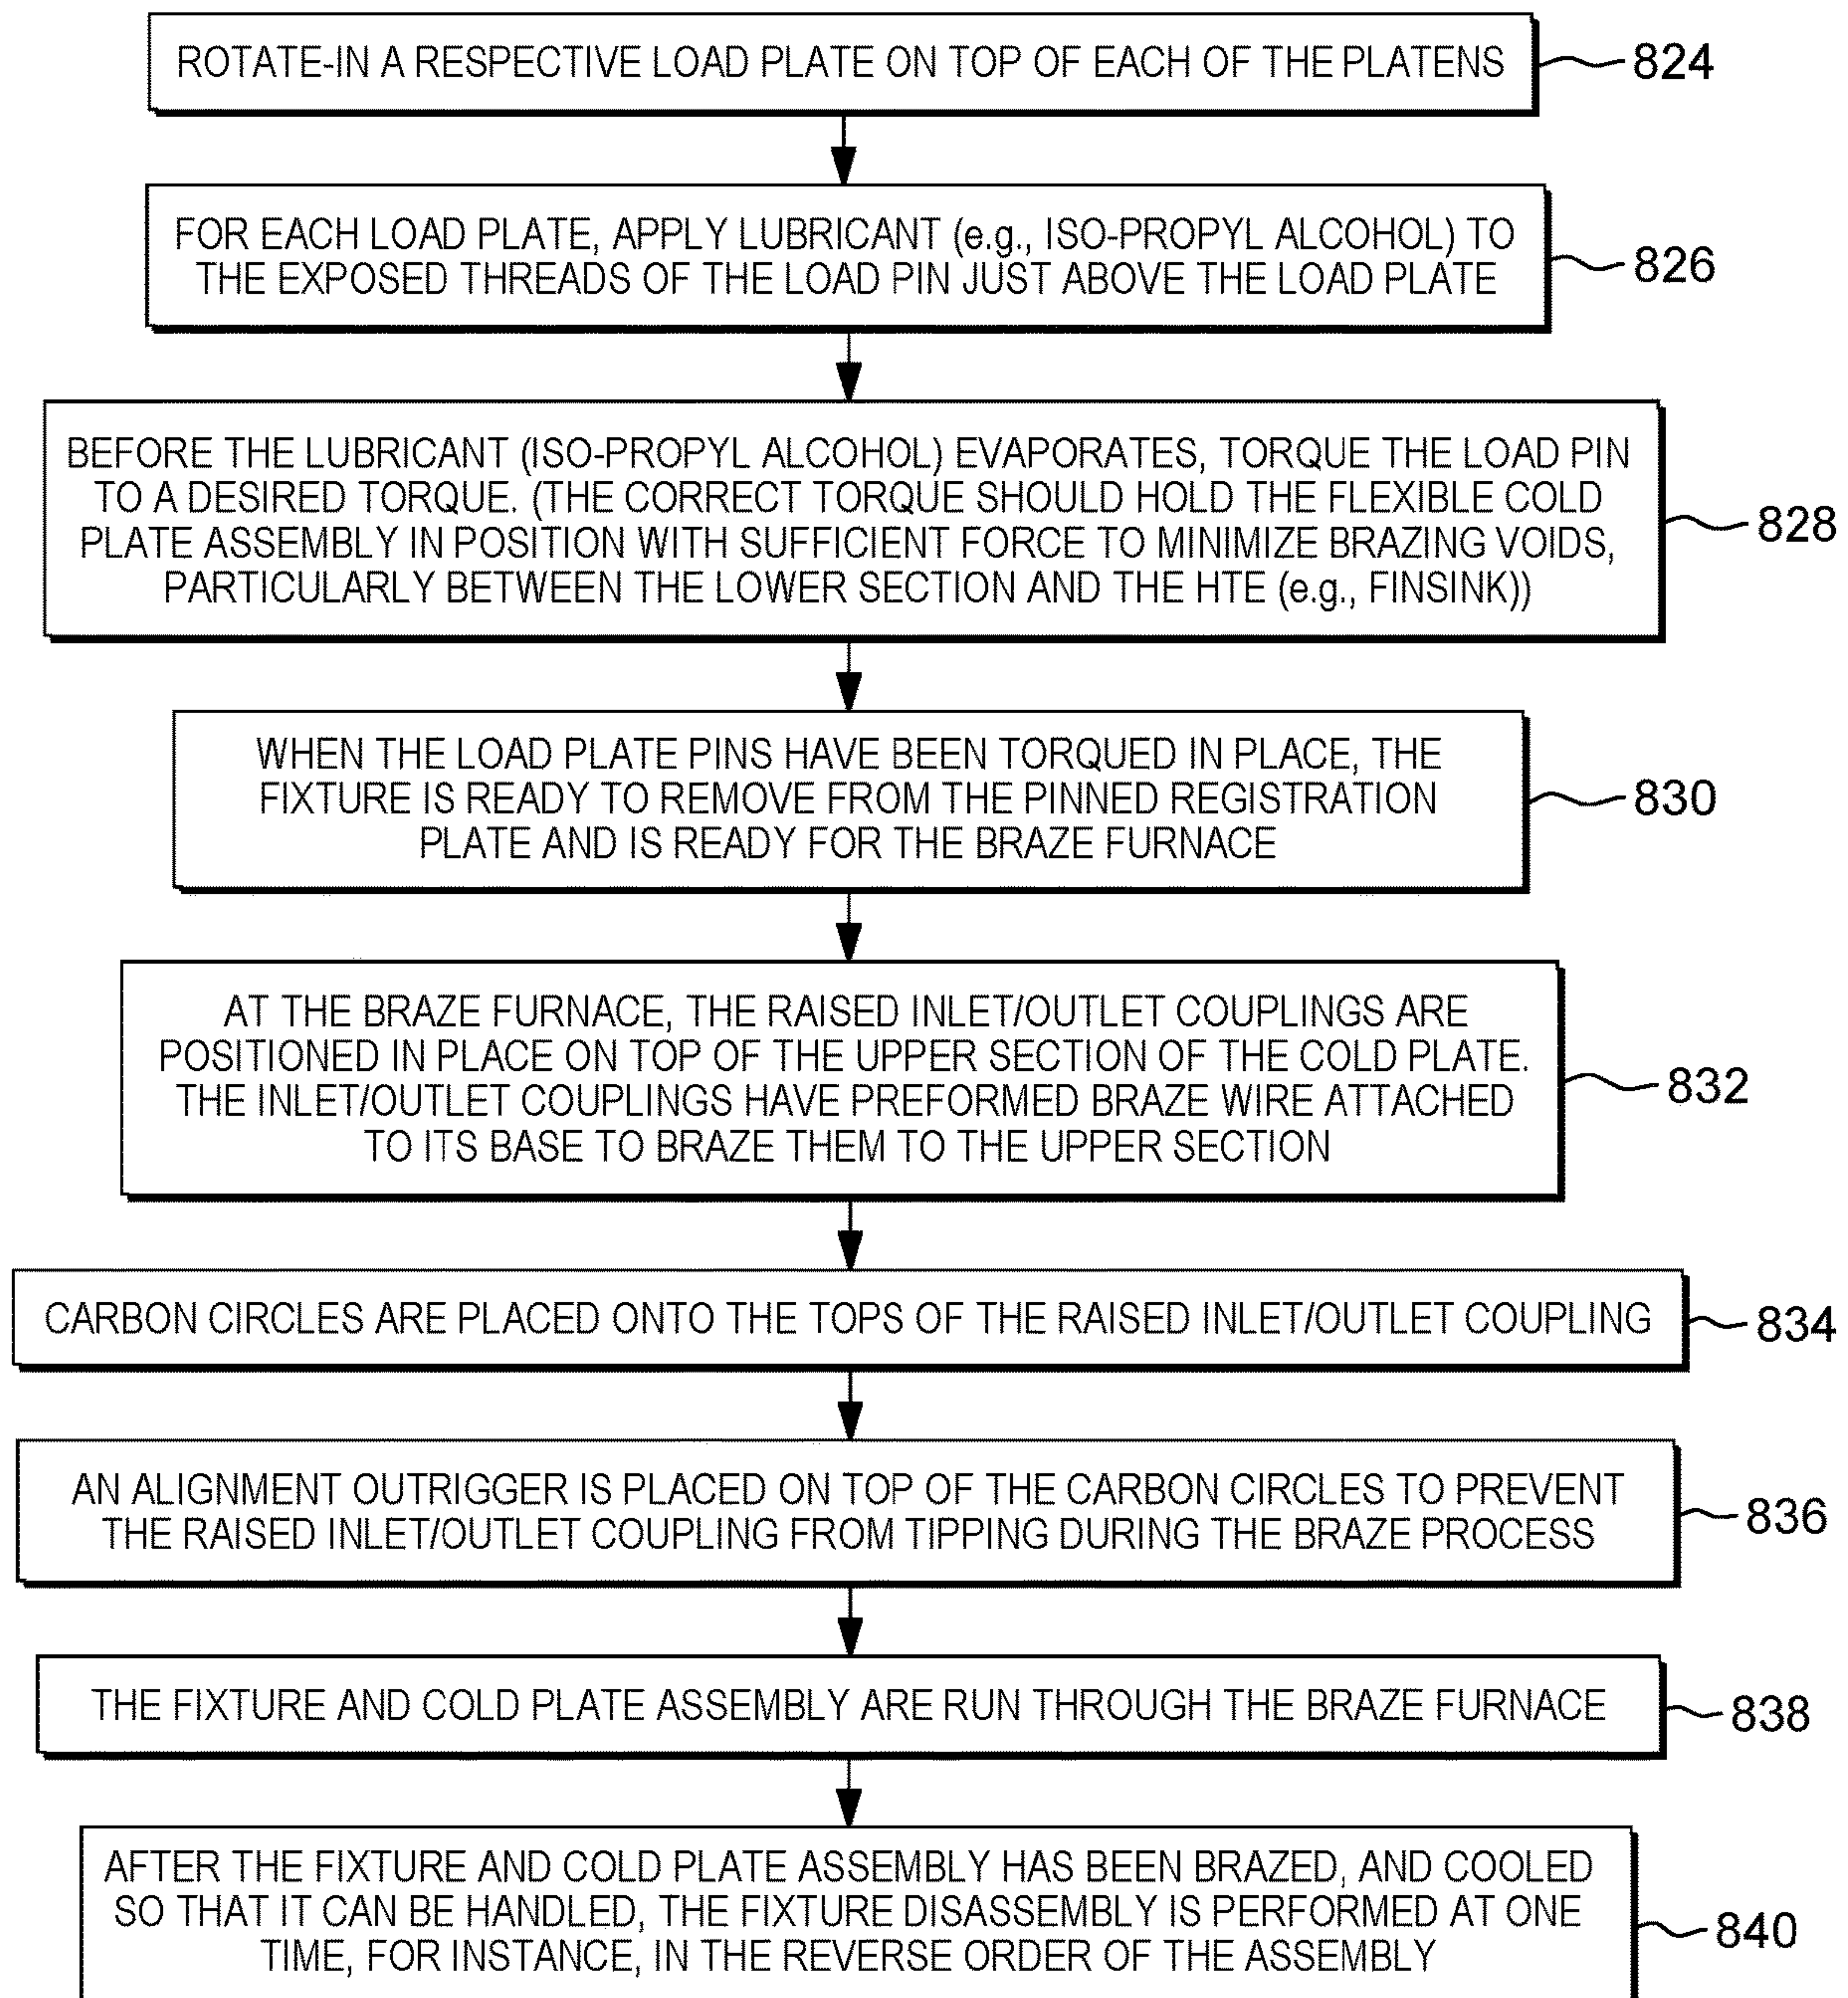 ROTATE-IN A RESPECTIVE LOAD PLATE ON TOP OF EACH OF THE PLATENS
824
FOR EACH LOAD PLATE, APPLY LUBRICANT (e.g., ISO-PROPYL ALCOHOL) TO
THE EXPOSED THREADS OF THE LOAD PIN JUST ABOVE THE LOAD PLATE
826
BEFORE THE LUBRICANT (ISO-PROPYL ALCOHOL) EVAPORATES, TORQUE THE LOAD PIN
TO A DESIRED TORQUE. (THE CORRECT TORQUE SHOULD HOLD THE FLEXIBLE COLD
PLATE ASSEMBLY IN POSITION WITH SUFFICIENT FORCE TO MINIMIZE BRAZING VOIDS,
PARTICULARLY BETWEEN THE LOWER SECTION AND THE HTE (e.g., FINSINK))
828
WHEN THE LOAD PLATE PINS HAVE BEEN TORQUED IN PLACE, THE
FIXTURE IS READY TO REMOVE FROM THE PINNED REGISTRATION
PLATE AND IS READY FOR THE BRAZE FURNACE
830
AT THE BRAZE FURNACE, THE RAISED INLET/OUTLET COUPLINGS ARE
POSITIONED IN PLACE ON TOP OF THE UPPER SECTION OF THE COLD PLATE.
THE INLET/OUTLET COUPLINGS HAVE PREFORMED BRAZE WIRE ATTACHED
TO ITS BASE TO BRAZE THEM TO THE UPPER SECTION
832
CARBON CIRCLES ARE PLACED ONTO THE TOPS OF THE RAISED INLET/OUTLET COUPLING
834
AN ALIGNMENT OUTRIGGER IS PLACED ON TOP OF THE CARBON CIRCLES TO PREVENT
THE RAISED INLET/OUTLET COUPLING FROM TIPPING DURING THE BRAZE PROCESS
836
THE FIXTURE AND COLD PLATE ASSEMBLY ARE RUN THROUGH THE BRAZE FURNACE
838
AFTER THE FIXTURE AND COLD PLATE ASSEMBLY HAS BEEN BRAZED, AND COOLED
SO THAT IT CAN BE HANDLED, THE FIXTURE DISASSEMBLY IS PERFORMED AT ONE
TIME, FOR INSTANCE, IN THE REVERSE ORDER OF THE ASSEMBLY
840